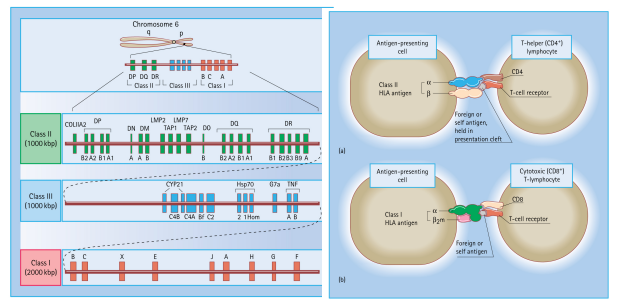 Chromosome 6
q p
DP DQ DR B C A
Class II Class III Class I
Class II
(1000 kbp)
COLIIA2 DP DN DM LMP2 TAP1 LMP7 TAP2 DO DQ DR
B2 A2 B1 A1 A A B B B2 A2 B1 A1 B1 B2 B3 B9 A
Class III
(1000 kbp)
CYP21 Hsp70 G7a TNF
C4B C4A Bf C2 2 1 Hom A B
Class I
(2000 kbp)
B C X E J A H G F
Antigen-presenting
cell
T-helper (CD4+)
lymphocyte
Class II
HLA antigen
α
β
CD4
T-cell receptor
Foreign or
self antigen,
held in
presentation cleft
(a)
Antigen-presenting
cell
Cytotoxic (CD8+)
T-lymphocyte
Class I
HLA antigen
α
β2m
CD8
T-cell receptor
Foreign or
self antigen
(b)